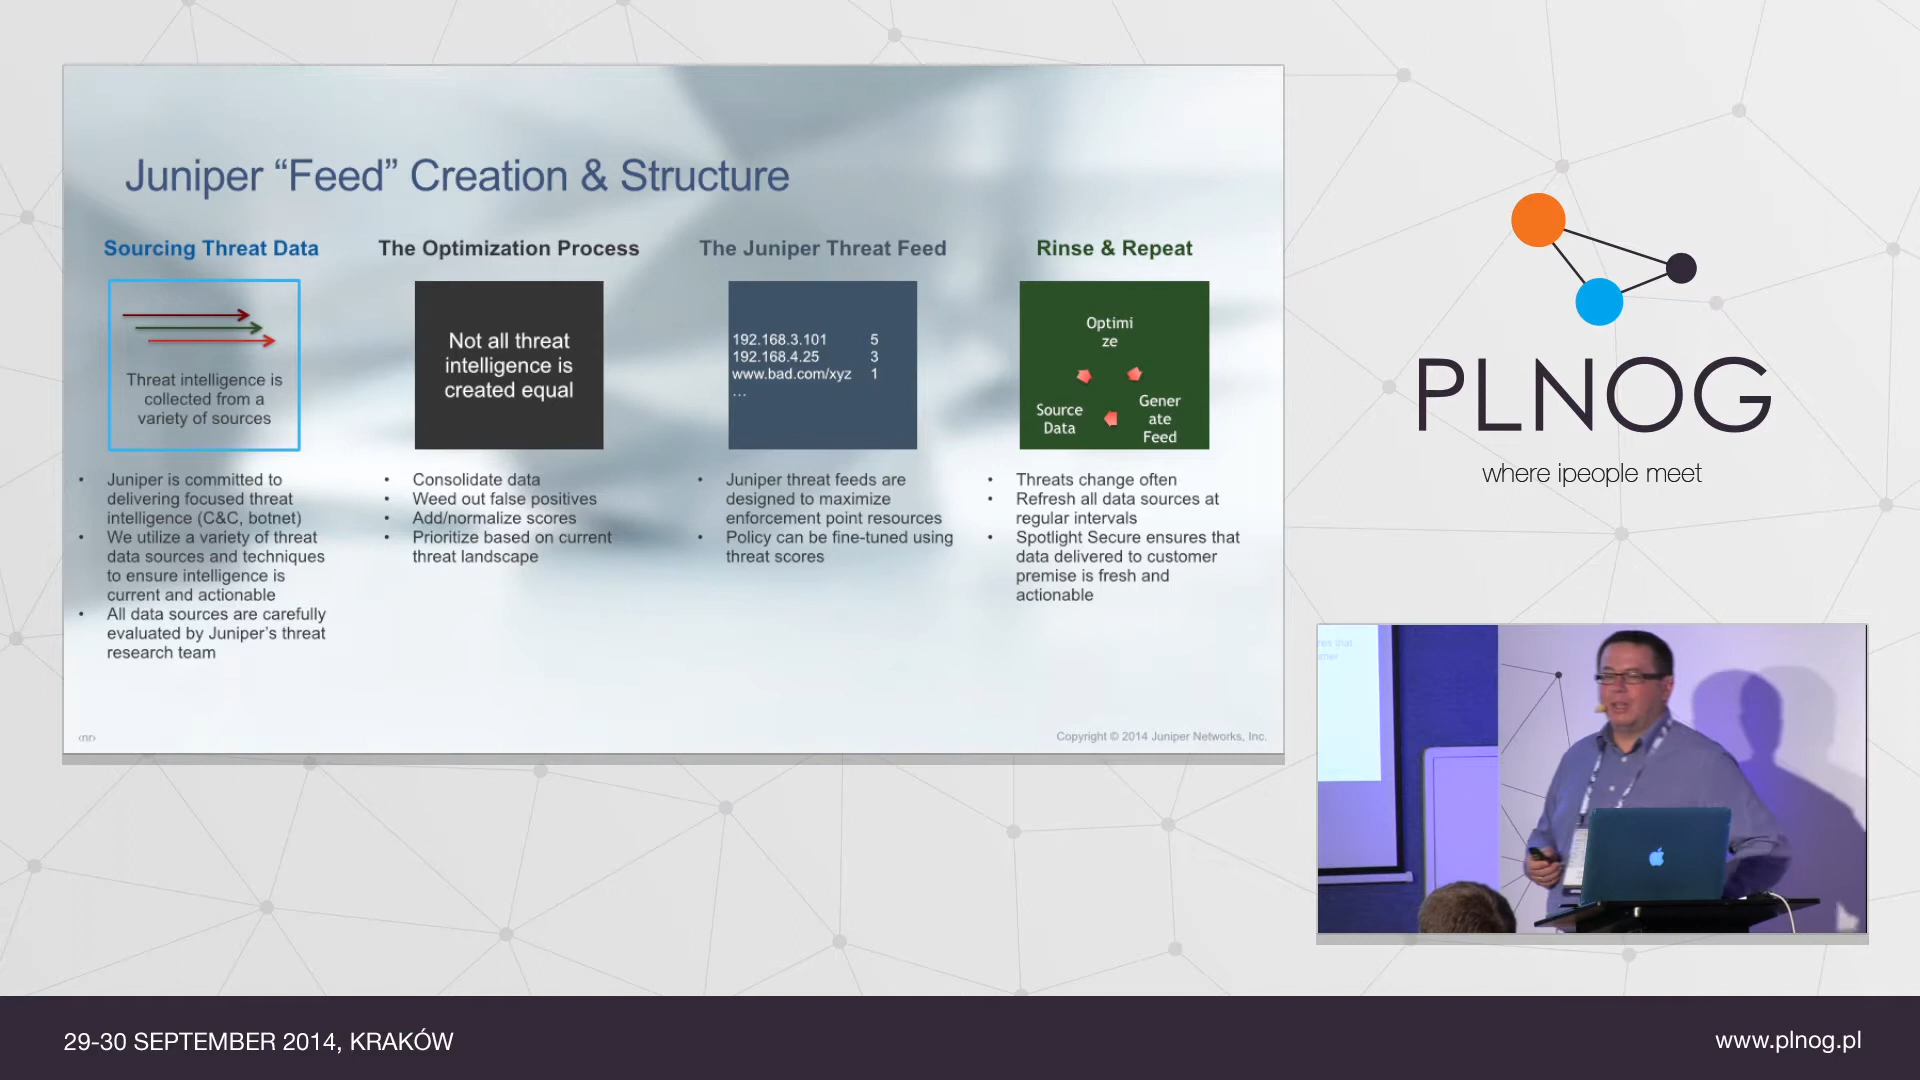 Juniper “Feed” Creation & Structure
Sourcing Threat Data
Threat intelligence is
collected from a
variety of sources
• Juniper is committed to
delivering focused threat
intelligence (C&C, botnet)
• We utilize a variety of threat
data sources and techniques
to ensure intelligence is
current and actionable
• All data sources are carefully
evaluated by Juniper’s threat
research team
The Optimization Process
Not all threat
intelligence is
created equal
• Consolidate data
• Weed out false positives
• Add/normalize scores
• Prioritize based on current
threat landscape
The Juniper Threat Feed
192.168.3.101 5
192.168.4.25 3
www.bad.com/xyz 1
...
• Juniper threat feeds are
designed to maximize
enforcement point resources
• Policy can be fine-tuned using
threat scores
Rinse & Repeat
Optimi
ze
Source
Data
Gener
ate
Feed
• Threats change often
• Refresh all data sources at
regular intervals
• Spotlight Secure ensures that
data delivered to customer
premise is fresh and
actionable
‹nr›
Copyright © 2014 Juniper Networks, Inc.
PLNOG
where ipeople meet
res that
omer
29-30 SEPTEMBER 2014, KRAKÓW
www.plnog.pl